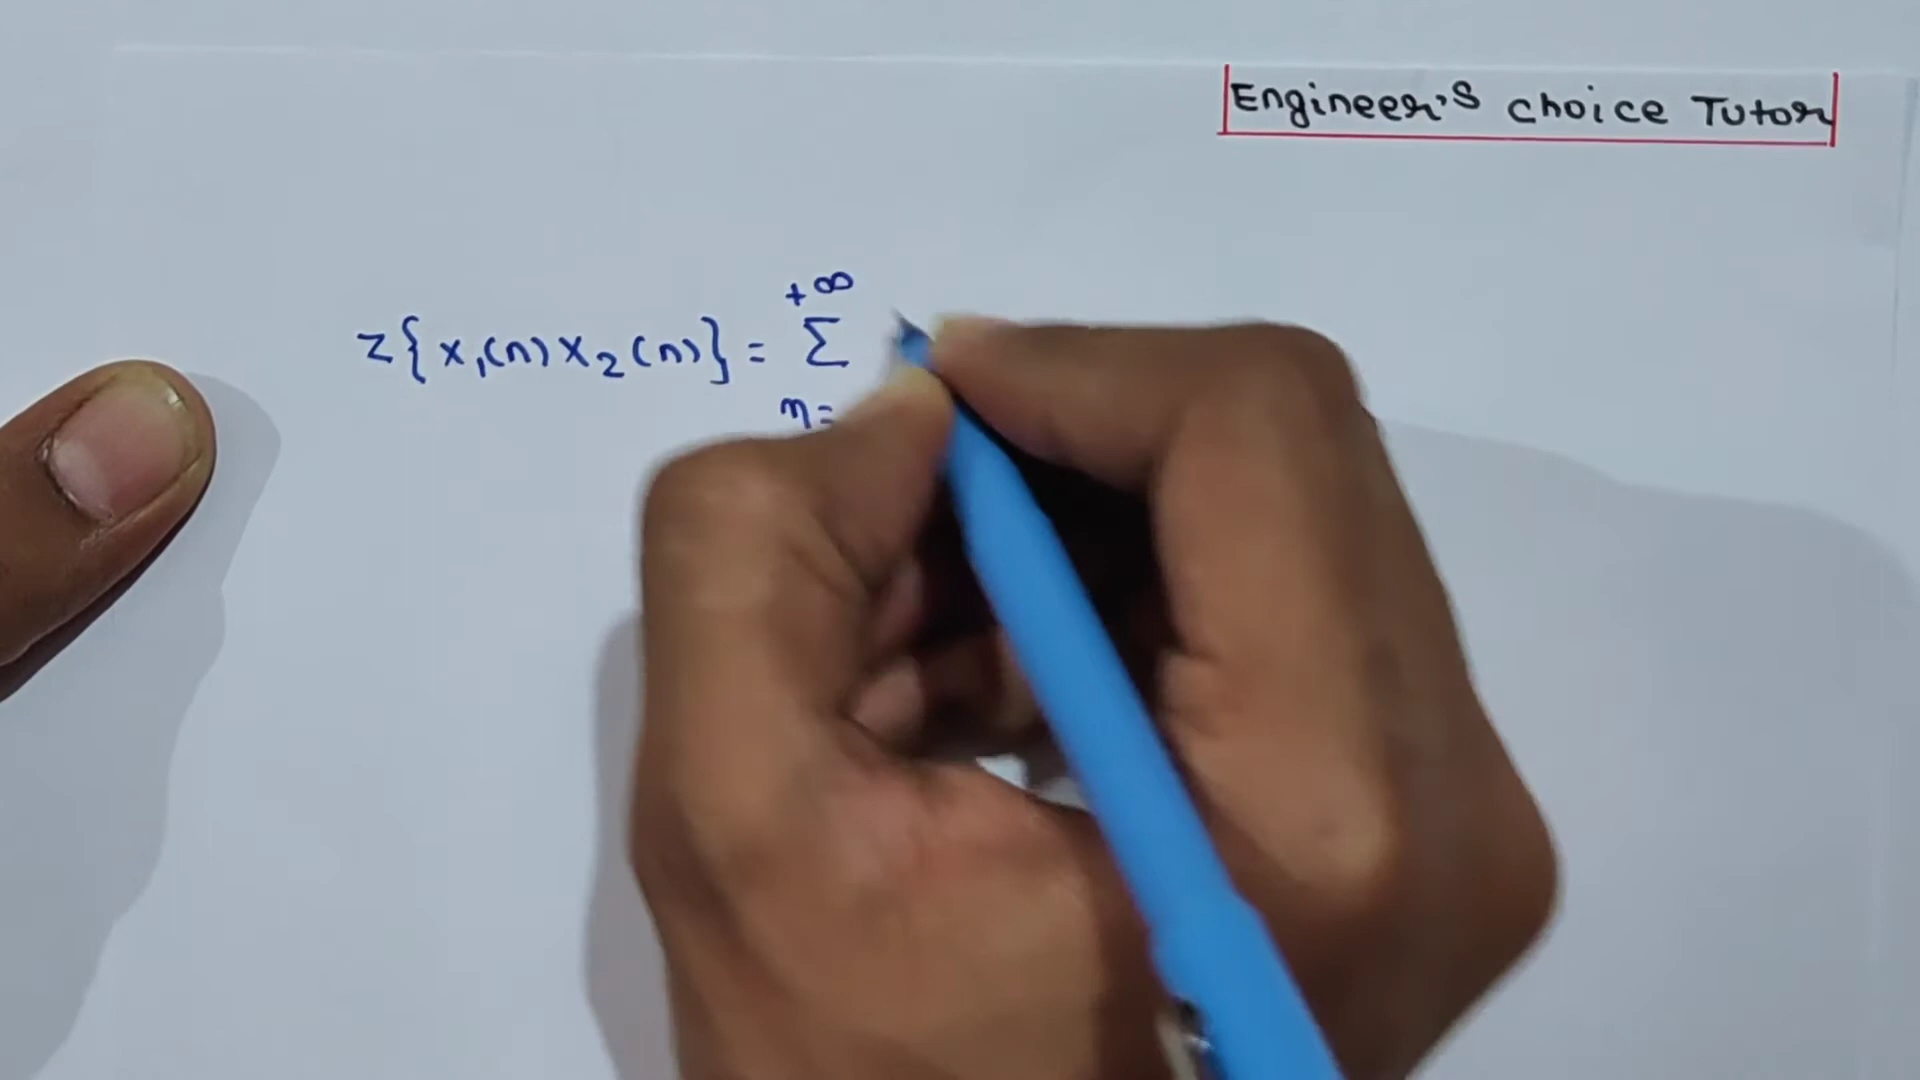 Engineer's choice Tutor
+∞
z{x₁(n)x₂(n)} = Σ
n=